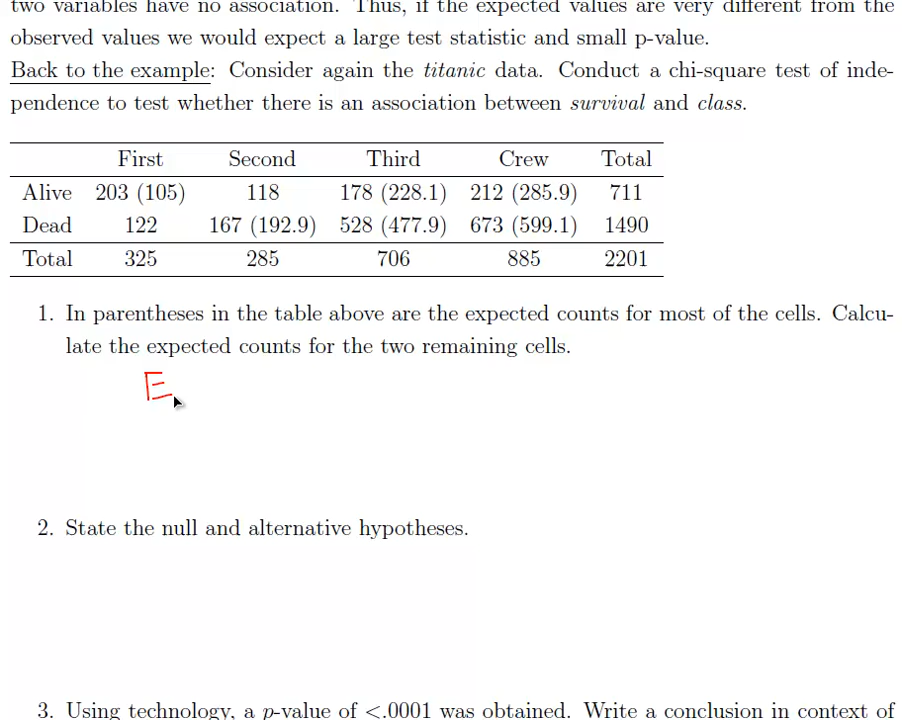 two variables have no association. Thus, if the expected values are very different from the
observed values we would expect a large test statistic and small p-value.
Back to the example: Consider again the titanic data. Conduct a chi-square test of inde-
pendence to test whether there is an association between survival and class.
First Second Third Crew Total
Alive 203 (105) 118 178 (228.1) 212 (285.9) 711
Dead 122 167 (192.9) 528 (477.9) 673 (599.1) 1490
Total 325 285 706 885 2201
1. In parentheses in the table above are the expected counts for most of the cells. Calcu-
late the expected counts for the two remaining cells.
E
2. State the null and alternative hypotheses.
3. Using technology, a p-value of <.0001 was obtained. Write a conclusion in context of